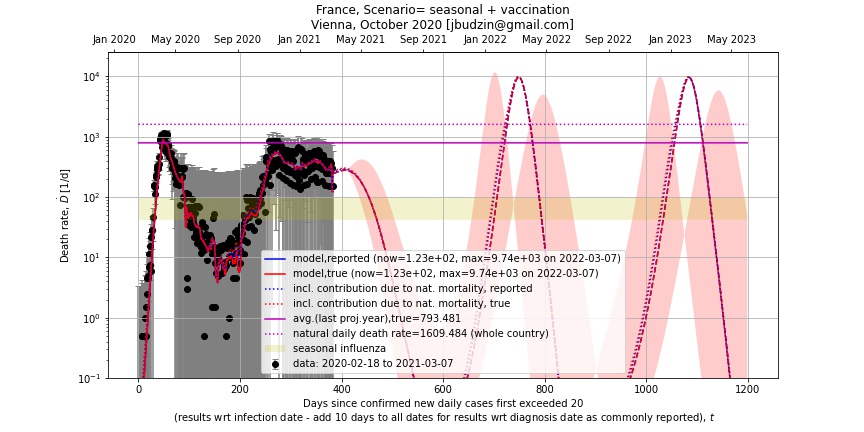 France, Scenario= seasonal + vaccination
Vienna, October 2020 [jbudzin@gmail.com]
Jan 2020 May 2020 Sep 2020 Jan 2021 May 2021 Sep 2021 Jan 2022 May 2022 Sep 2022 Jan 2023 May 2023
10⁴
10³
10²
10¹
10⁰
10⁻¹
Death rate, D [1/d]
model,reported (now=1.23e+02, max=9.74e+03 on 2022-03-07)
model,true (now=1.23e+02, max=9.74e+03 on 2022-03-07)
incl. contribution due to nat. mortality, reported
incl. contribution due to nat. mortality, true
avg.(last proj.year),true=793.481
natural daily death rate=1609.484 (whole country)
seasonal influenza
data: 2020-02-18 to 2021-03-07
0 200 400 600 800 1000 1200
Days since confirmed new daily cases first exceeded 20
(results wrt infection date - add 10 days to all dates for results wrt diagnosis date as commonly reported), t